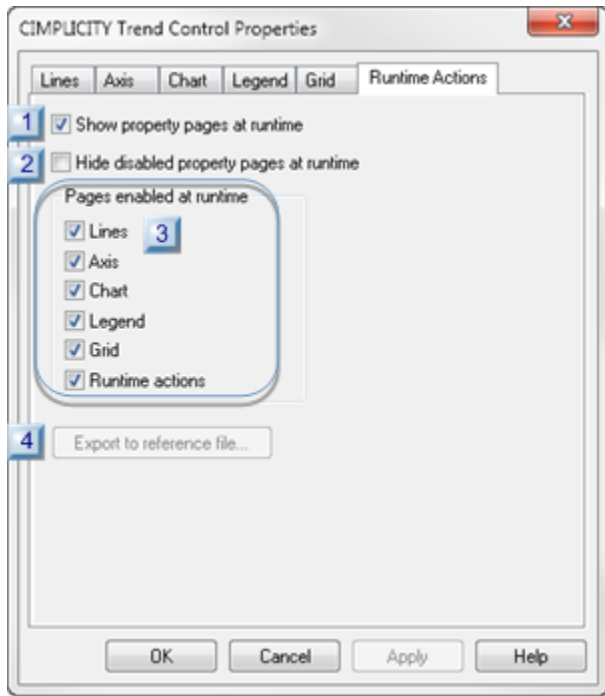 CIMPLICITY Trend Control Properties
Lines Axis Chart Legend Grid Runtime Actions
1 Show property pages at runtime
2 Hide disabled property pages at runtime
Pages enabled at runtime
Lines 3
Axis
Chart
Legend
Grid
Runtime actions
4 Export to reference file...
OK Cancel Apply Help